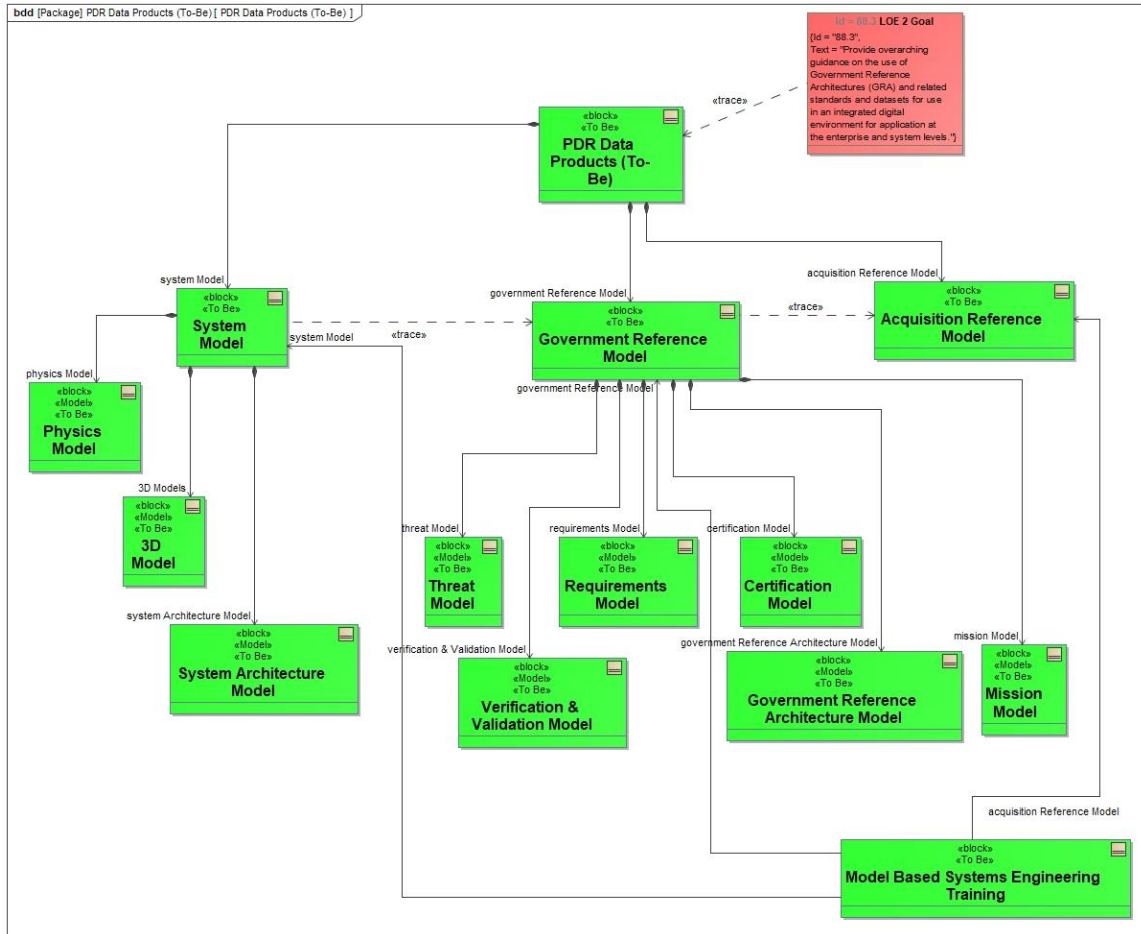 bdd [Package] PDR Data Products (To-Be) [ PDR Data Products (To-Be) ]
Id = 88.3 LOE 2 Goal
{Id = "88.3",
Text = "Provide overarching
guidance on the use of
Government Reference
Architectures (GRA) and related
standards and datasets for use
in an integrated digital
environment for application at
the enterprise and system levels."}
«trace»
«block»
«To Be»
PDR Data
Products (To-
Be)
system Model
«block»
«To Be»
System
Model
«trace»
system Model
government Reference Model
«block»
«To Be»
Government Reference
Model
government Reference Model
«trace»
acquisition Reference Model
«block»
«To Be»
Acquisition Reference
Model
physics Model
«block»
«Model»
«To Be»
Physics
Model
3D Models
«block»
«Model»
«To Be»
3D
Model
system Architecture Model
«block»
«Model»
«To Be»
System Architecture
Model
threat Model
«block»
«Model»
«To Be»
Threat
Model
requirements Model
«block»
«Model»
«To Be»
Requirements
Model
certification Model
«block»
«Model»
«To Be»
Certification
Model
verification & Validation Model
«block»
«Model»
«To Be»
Verification &
Validation Model
government Reference Architecture Model
«block»
«Model»
«To Be»
Government Reference
Architecture Model
mission Model
«block»
«Model»
«To Be»
Mission
Model
acquisition Reference Model
«block»
«To Be»
Model Based Systems Engineering
Training